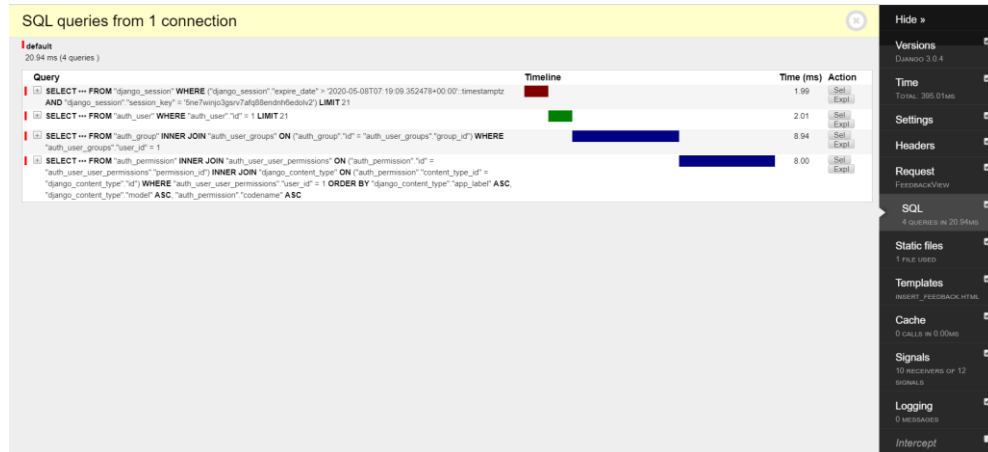 SQL queries from 1 connection
default
20.94 ms (4 queries )
Query Timeline Time (ms) Action
+ SELECT ••• FROM "django_session" WHERE ("django_session"."expire_date" > '2020-05-08T07:19:09.352478+00:00'::timestamptz
AND "django_session"."session_key" = '5ne7winjo3gsrv7afq88endnh6edolv2') LIMIT 21
1.99 Sel
Expl
+ SELECT ••• FROM "auth_user" WHERE "auth_user"."id" = 1 LIMIT 21
2.01 Sel
Expl
+ SELECT ••• FROM "auth_group" INNER JOIN "auth_user_groups" ON ("auth_group"."id" = "auth_user_groups"."group_id") WHERE
"auth_user_groups"."user_id" = 1
8.94 Sel
Expl
+ SELECT ••• FROM "auth_permission" INNER JOIN "auth_user_user_permissions" ON ("auth_permission"."id" =
"auth_user_user_permissions"."permission_id") INNER JOIN "django_content_type" ON ("auth_permission"."content_type_id" =
"django_content_type"."id") WHERE "auth_user_user_permissions"."user_id" = 1 ORDER BY "django_content_type"."app_label" ASC,
"django_content_type"."model" ASC, "auth_permission"."codename" ASC
8.00 Sel
Expl
Hide »
Versions
DJANGO 3.0.4
Time
TOTAL: 395.01MS
Settings
Headers
Request
FEEDBACKVIEW
SQL
4 QUERIES IN 20.94MS
Static files
1 FILE USED
Templates
INSERT_FEEDBACK.HTML
Cache
0 CALLS IN 0.00MS
Signals
10 RECEIVERS OF 12
SIGNALS
Logging
0 MESSAGES
Intercept